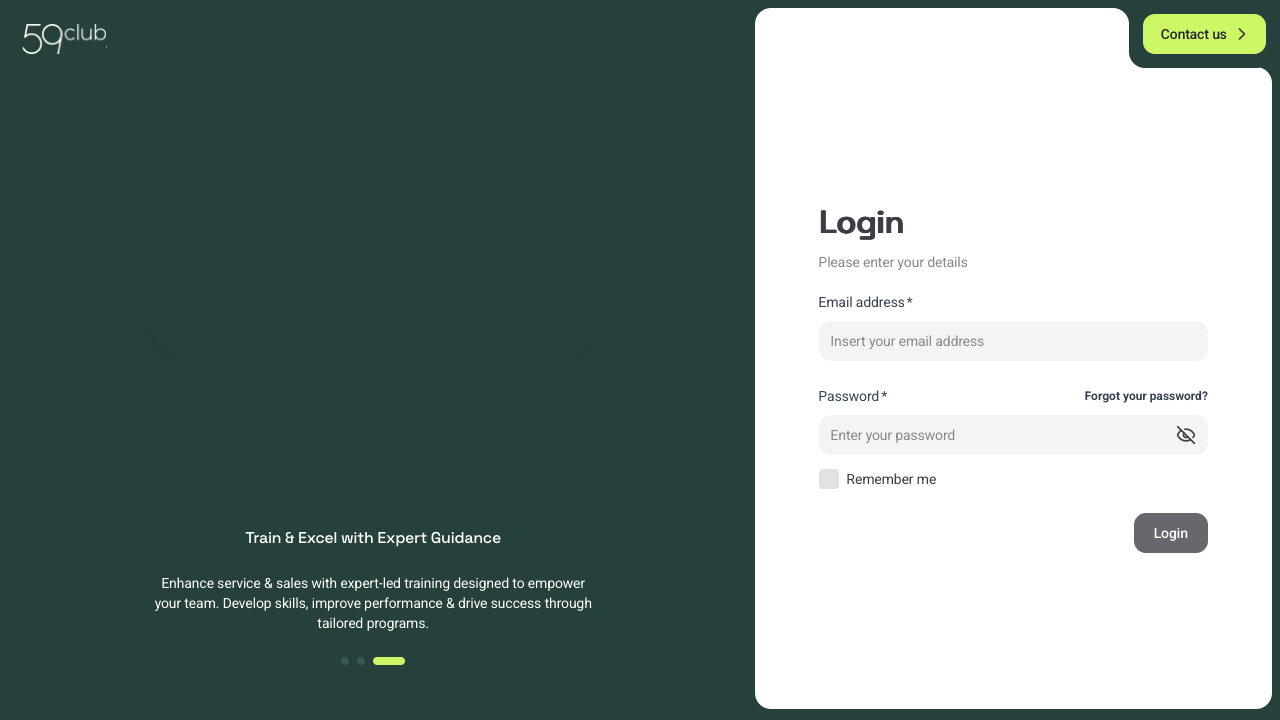 59club
Contact us
Login
Please enter your details
Email address *
Insert your email address
Password *
Forgot your password?
Enter your password
Remember me
Login
Train & Excel with Expert Guidance
Enhance service & sales with expert-led training designed to empower
your team. Develop skills, improve performance & drive success through
tailored programs.